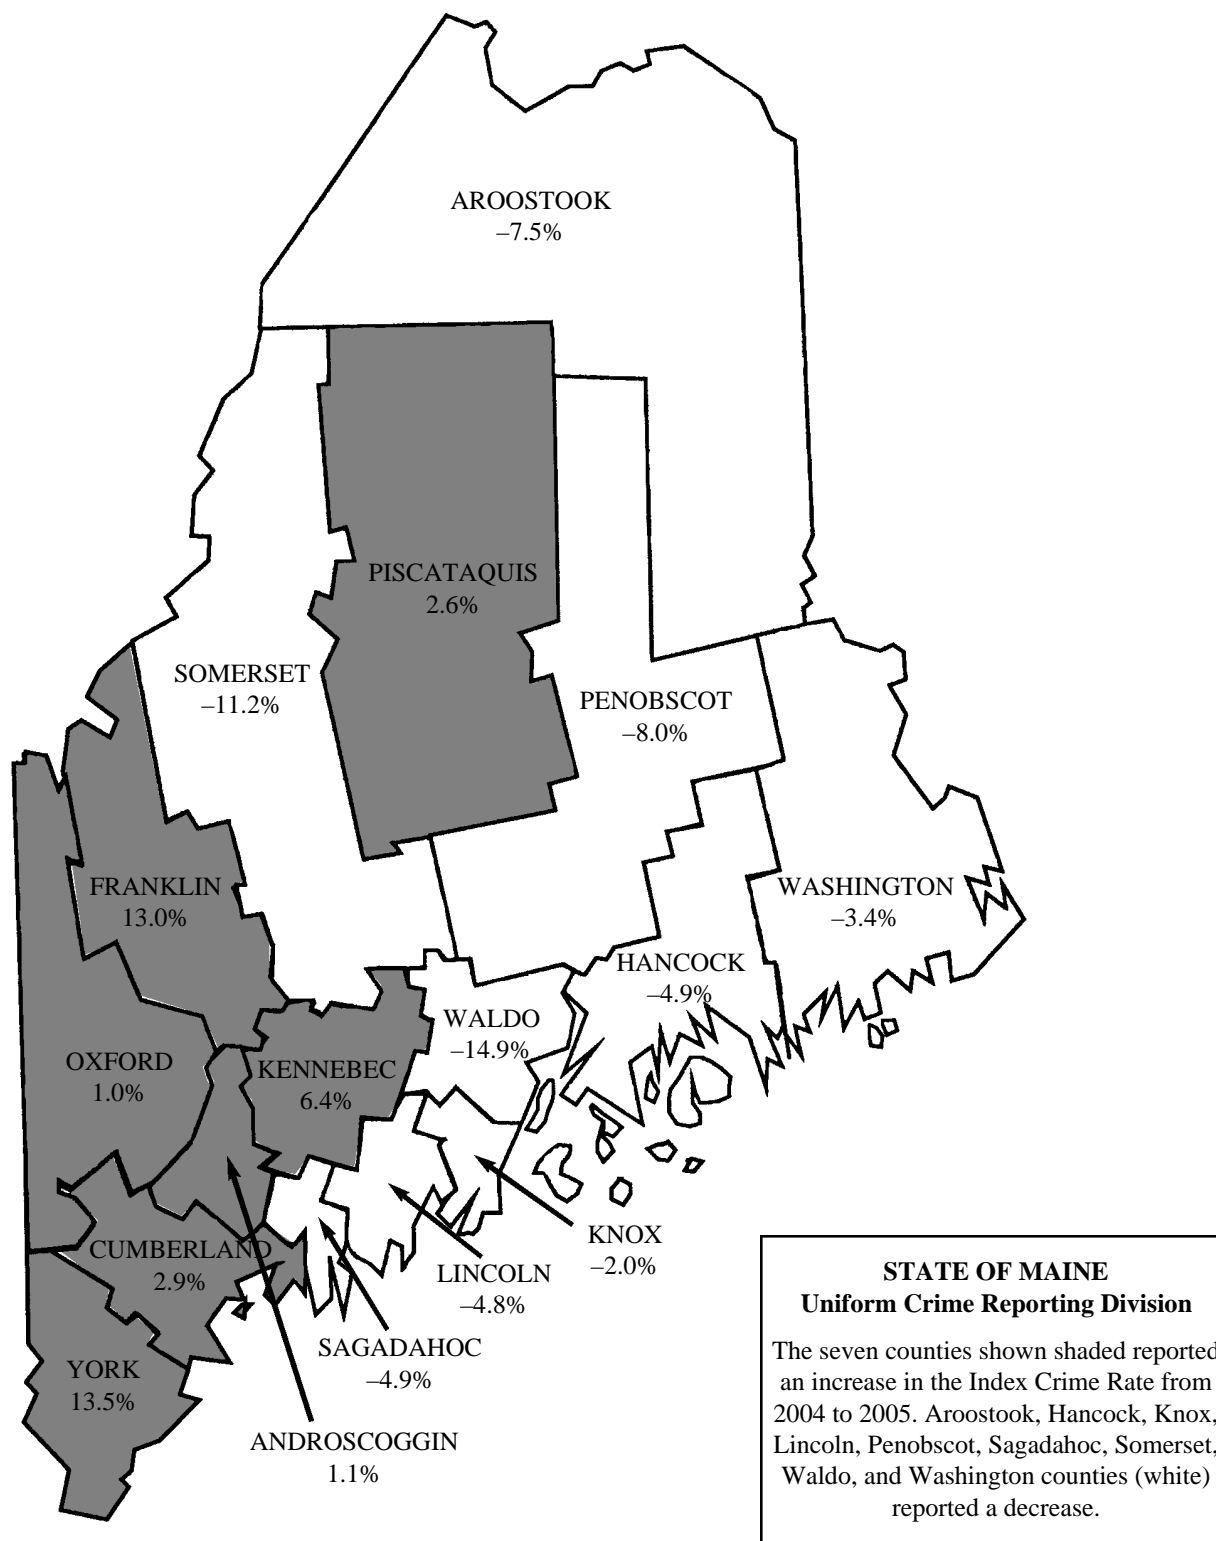 AROOSTOOK
–7.5%
PISCATAQUIS
2.6%
SOMERSET
–11.2%
PENOBSCOT
–8.0%
FRANKLIN
13.0%
WASHINGTON
–3.4%
HANCOCK
–4.9%
WALDO
–14.9%
OXFORD
1.0%
KENNEBEC
6.4%
KNOX
–2.0%
CUMBERLAND
2.9%
LINCOLN
–4.8%
SAGADAHOC
–4.9%
YORK
13.5%
ANDROSCOGGIN
1.1%
STATE OF MAINE
Uniform Crime Reporting Division
The seven counties shown shaded reported
an increase in the Index Crime Rate from
2004 to 2005. Aroostook, Hancock, Knox,
Lincoln, Penobscot, Sagadahoc, Somerset,
Waldo, and Washington counties (white)
reported a decrease.